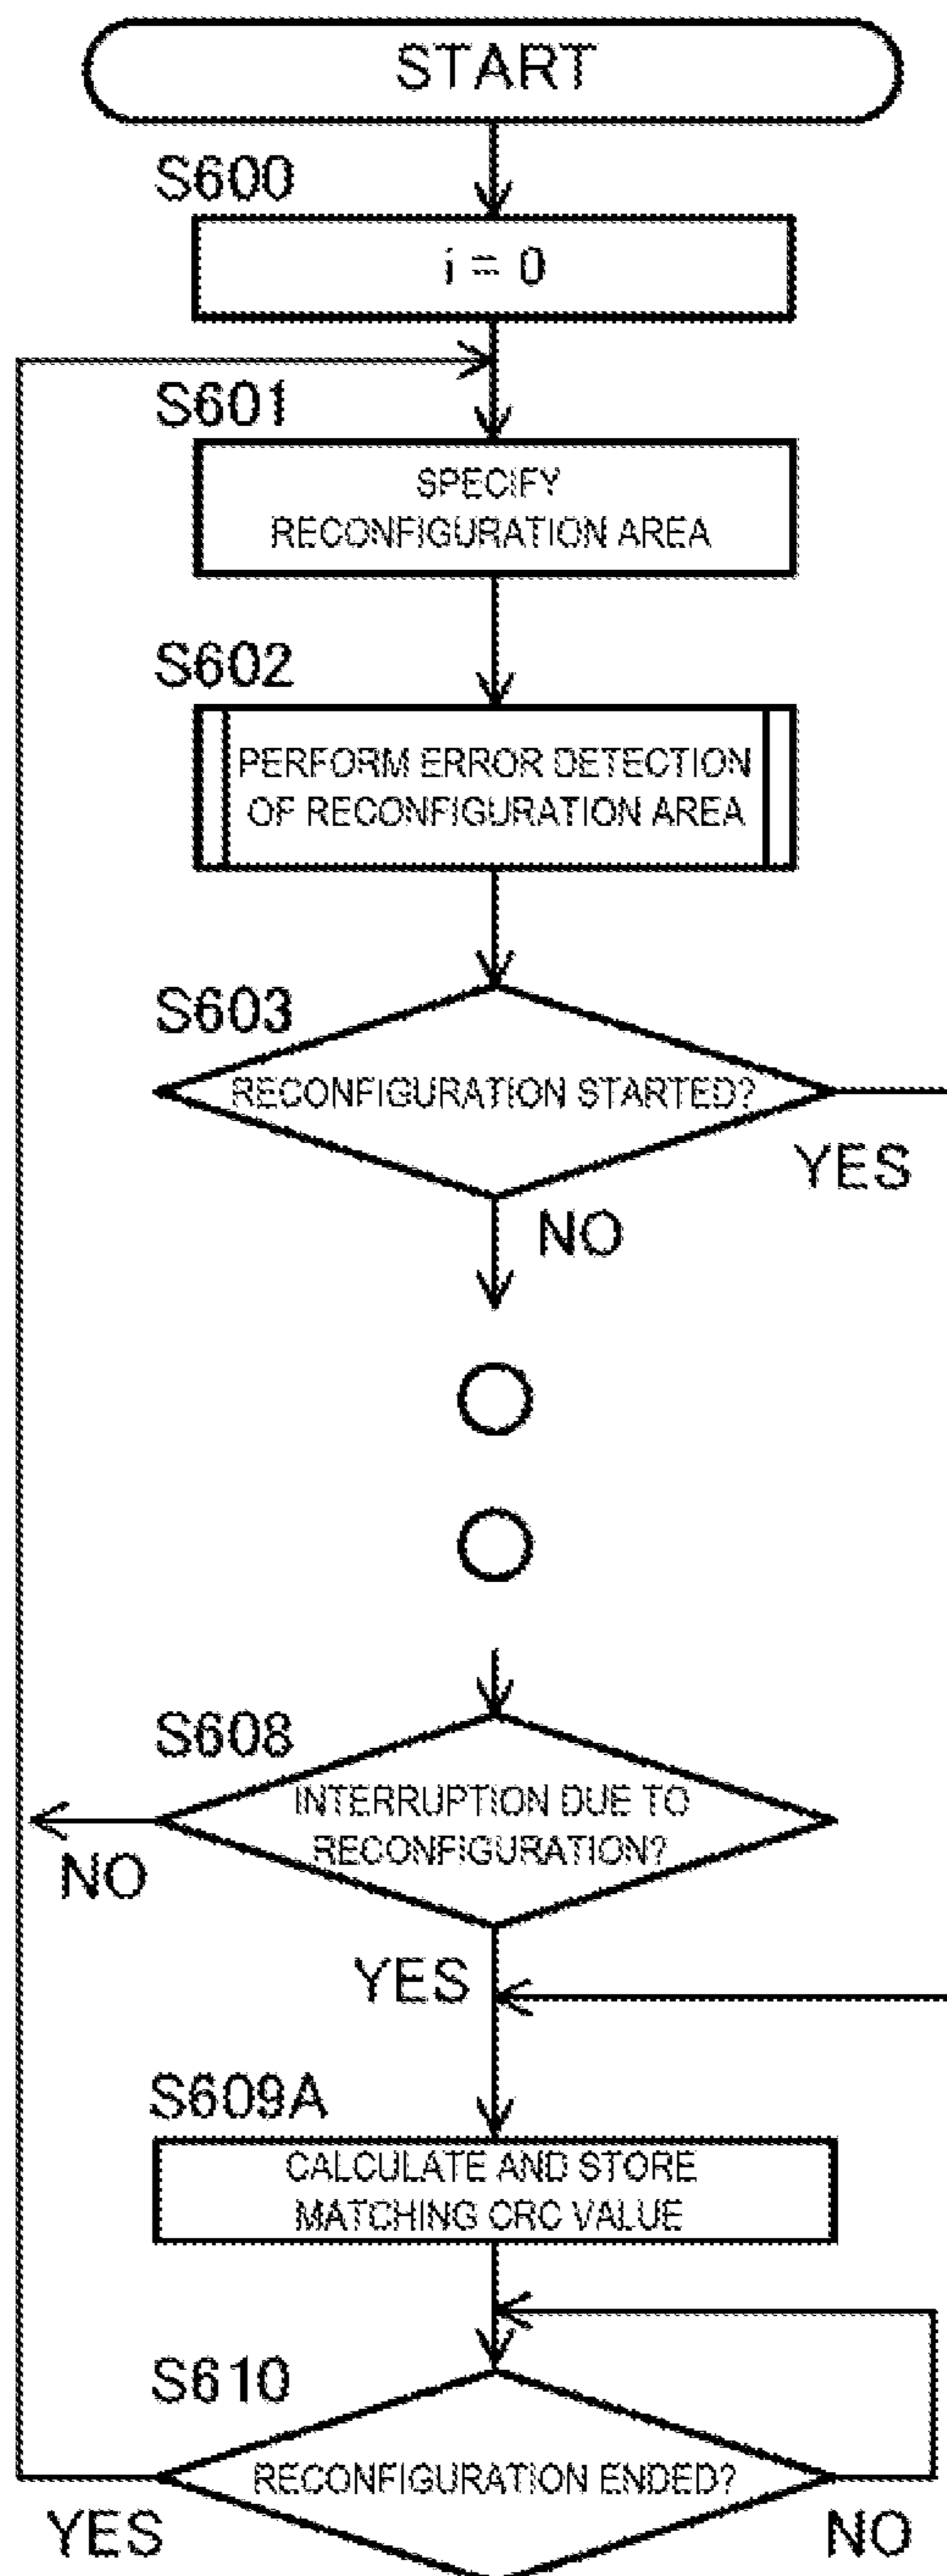 START
S600
i = 0
S601
SPECIFY
RECONFIGURATION AREA
S602
PERFORM ERROR DETECTION
OF RECONFIGURATION AREA
S603
RECONFIGURATION STARTED?
YES
NO
S608
INTERRUPTION DUE TO
RECONFIGURATION?
NO
YES
S609A
CALCULATE AND STORE
MATCHING CRC VALUE
S610
RECONFIGURATION ENDED?
YES
NO